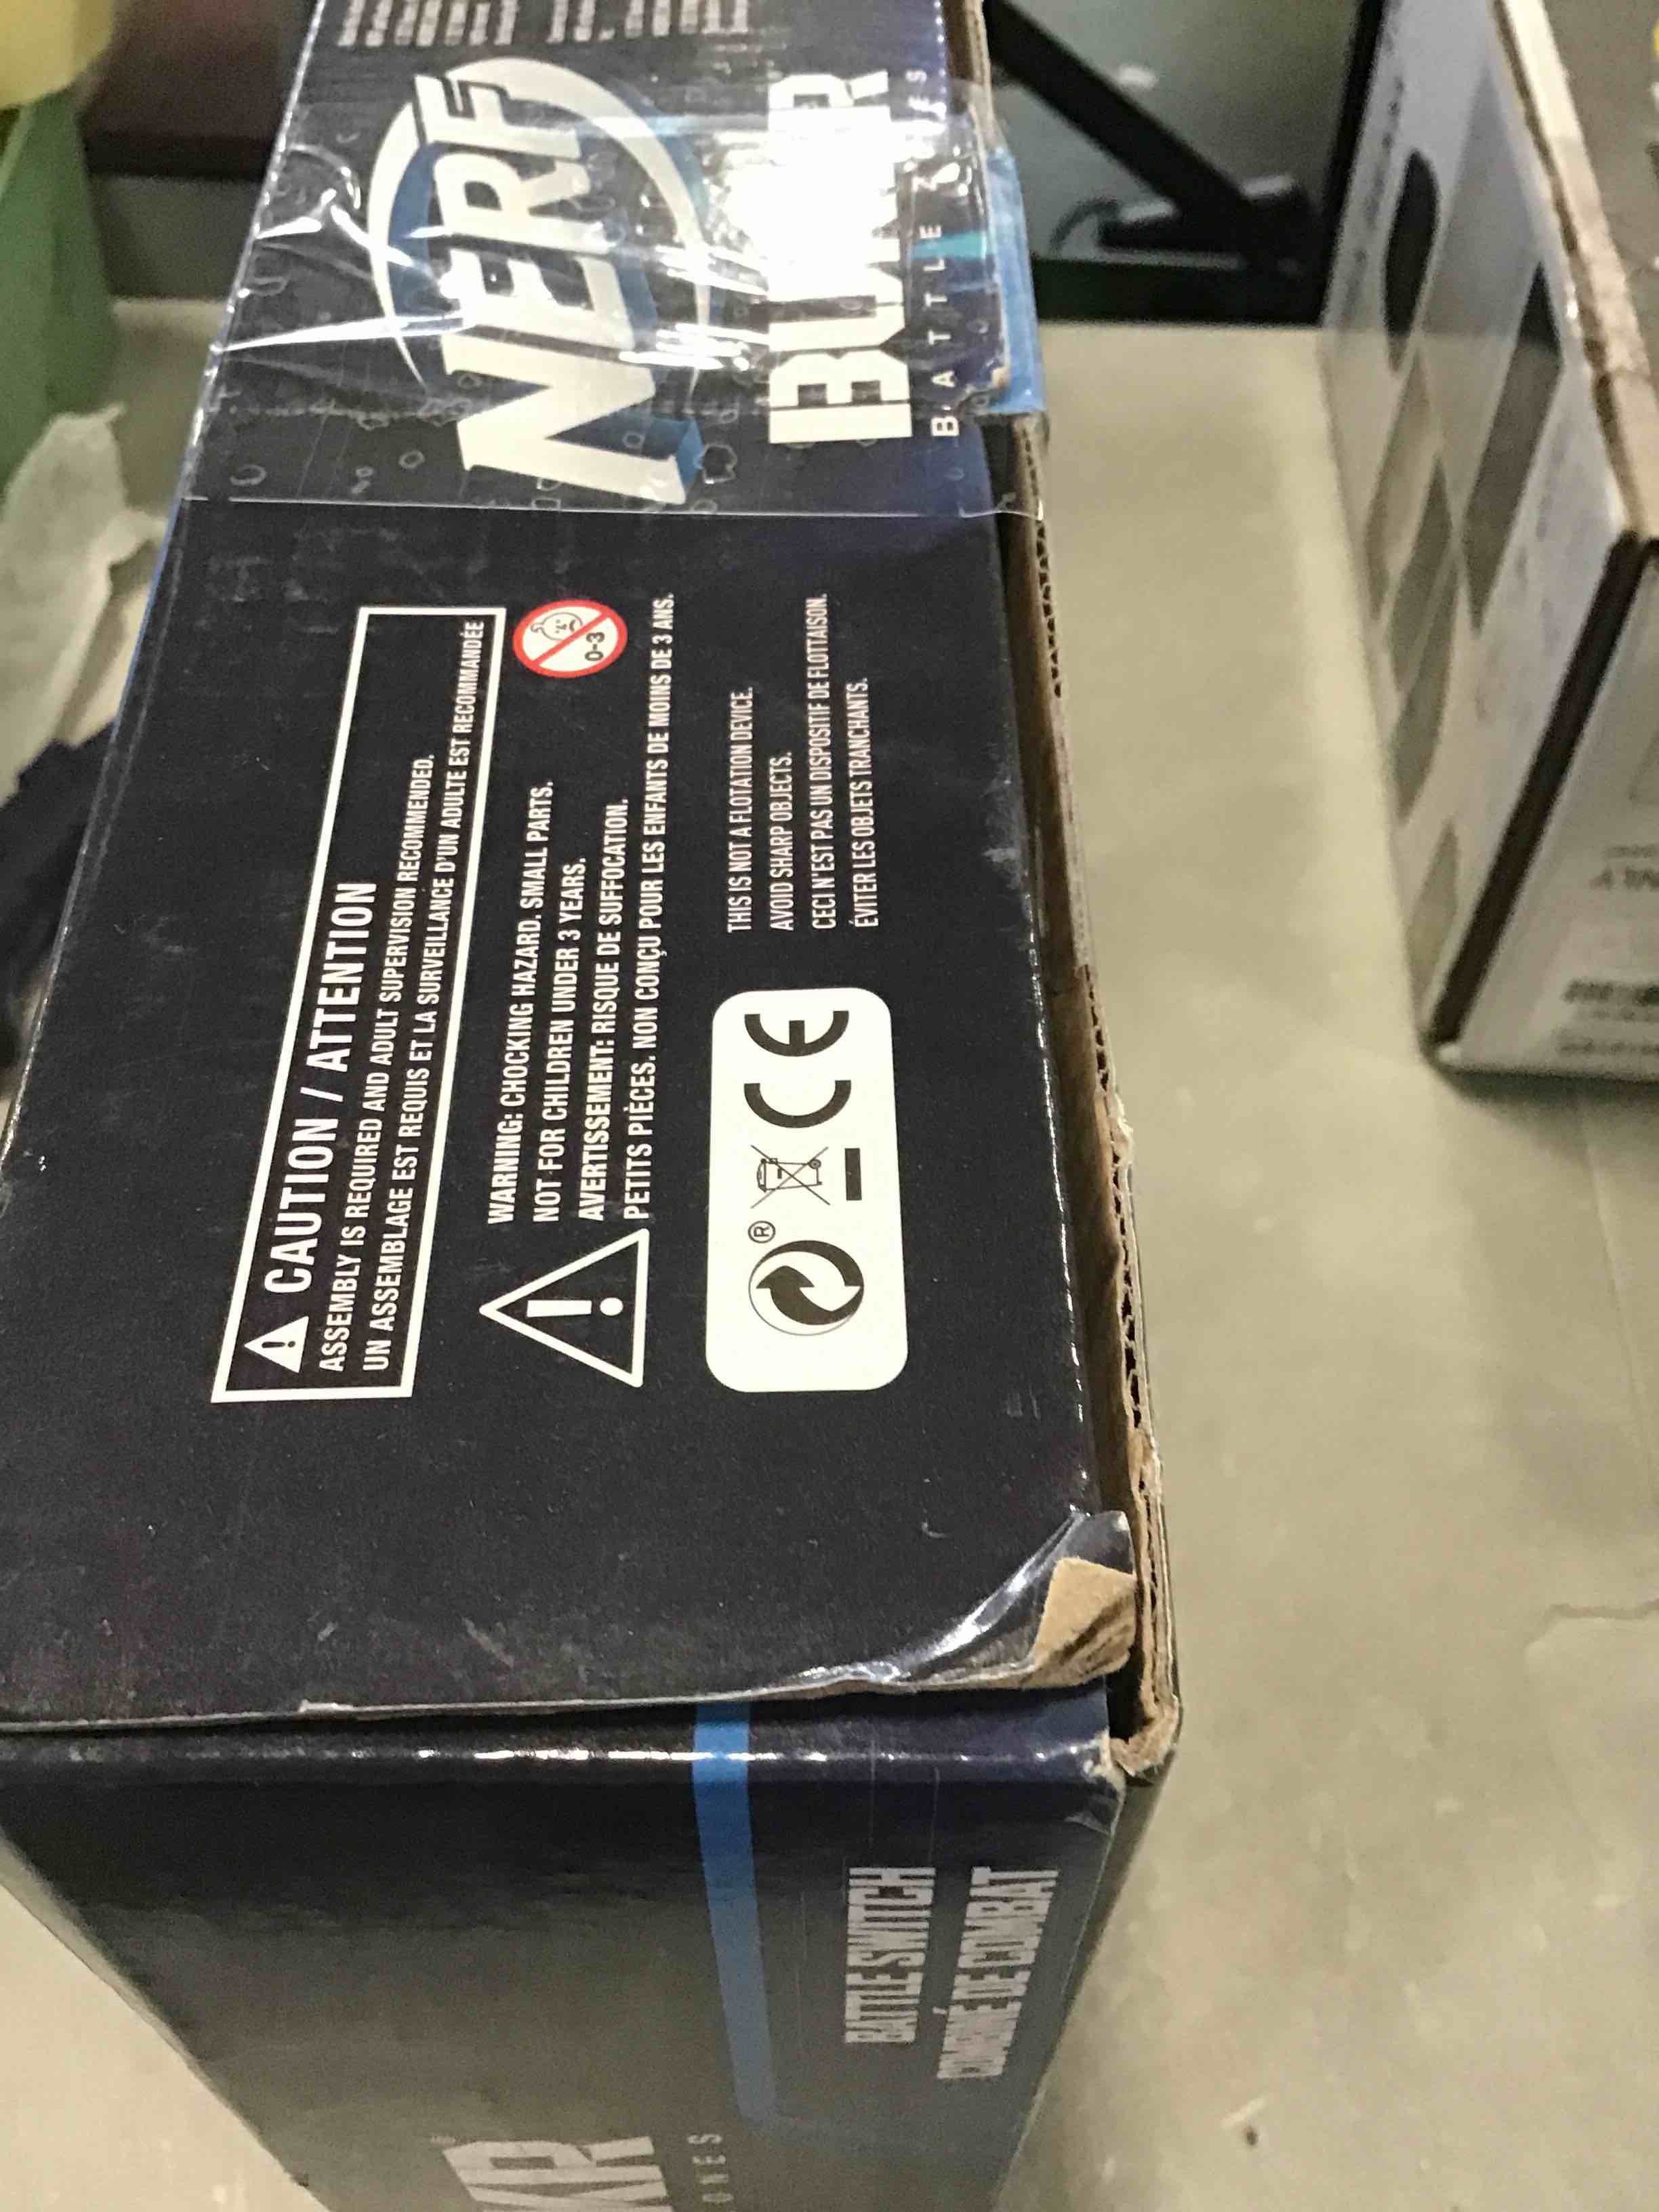 NERF
BUNKR
BATTLE ZONES
CAUTION / ATTENTION
ASSEMBLY IS REQUIRED AND ADULT SUPERVISION RECOMMENDED.
UN ASSEMBLAGE EST REQUIS ET LA SURVEILLANCE D'UN ADULTE EST RECOMMANDÉE
WARNING: CHOCKING HAZARD. SMALL PARTS.
NOT FOR CHILDREN UNDER 3 YEARS.
AVERTISSEMENT: RISQUE DE SUFFOCATION.
PETITS PIÈCES. NON CONÇU POUR LES ENFANTS DE MOINS DE 3 ANS.
0-3
THIS IS NOT A FLOTATION DEVICE.
AVOID SHARP OBJECTS.
CECI N'EST PAS UN DISPOSITIF DE FLOTTAISON.
ÉVITER LES OBJETS TRANCHANTS.
® CE
BATTLE SWITCH
COMBINÉ DE COMBAT